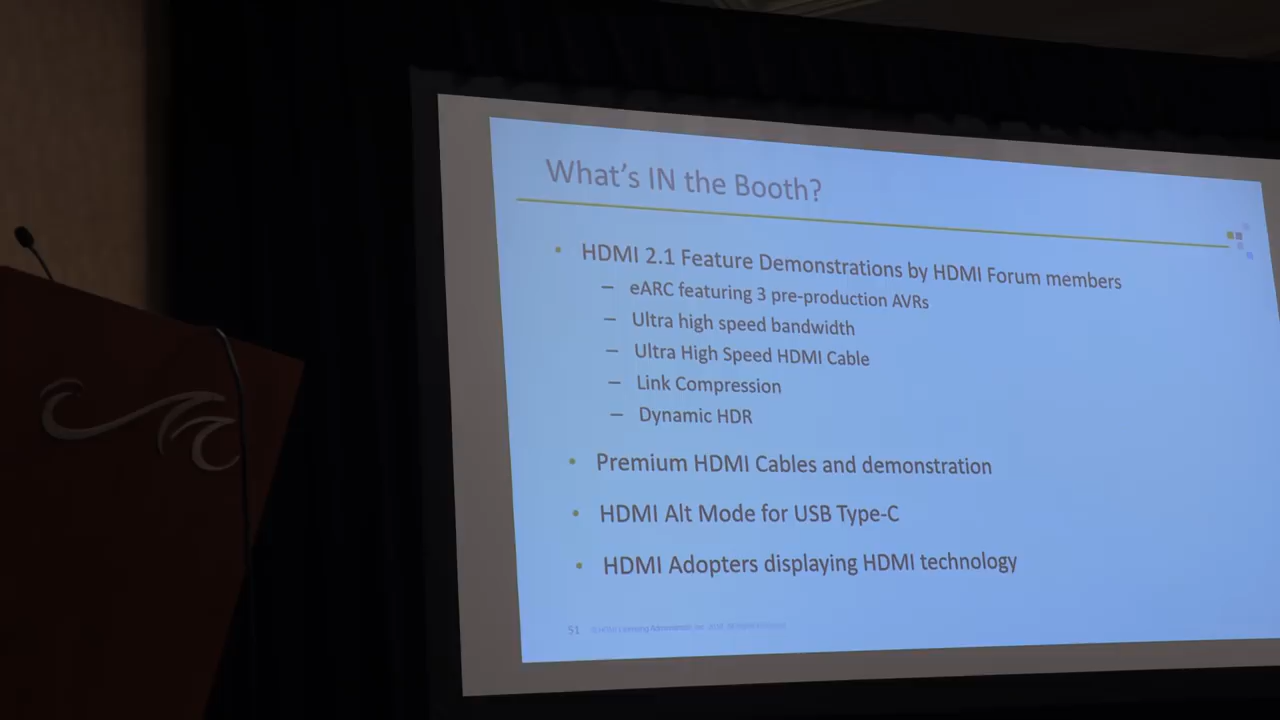 What's IN the Booth?
• HDMI 2.1 Feature Demonstrations by HDMI Forum members
– eARC featuring 3 pre-production AVRs
– Ultra high speed bandwidth
– Ultra High Speed HDMI Cable
– Link Compression
– Dynamic HDR
• Premium HDMI Cables and demonstration
• HDMI Alt Mode for USB Type-C
• HDMI Adopters displaying HDMI technology
51